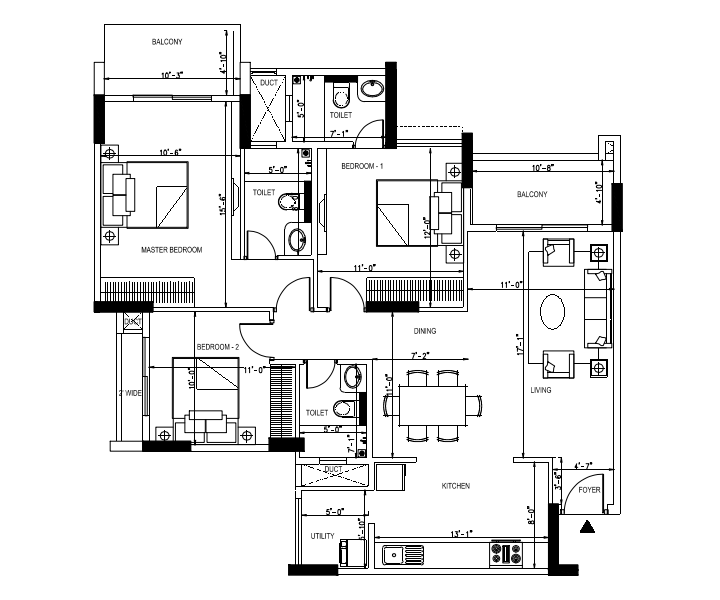 BALCONY
10'-3"
4'-10"
DUCT
5'-0"
TOILET
7'-1"
10'-6"
15'-6"
MASTER BEDROOM
5'-0"
TOILET
BEDROOM - 1
12'-0"
11'-0"
10'-8"
BALCONY
4'-10"
11'-0"
17'-1"
LIVING
DUCT
2' WIDE
BEDROOM - 2
11'-0"
10'-0"
DINING
7'-2"
11'-0"
TOILET
5'-0"
7'-1"
DUCT
5'-0"
UTILITY
KITCHEN
13'-1"
8'-0"
4'-7"
3'-6"
FOYER